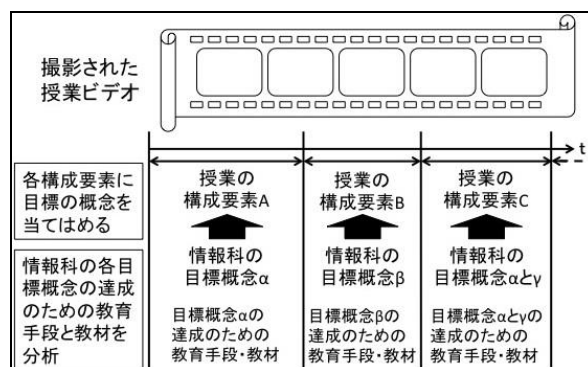 撮影された
授業ビデオ
t
各構成要素に
目標の概念を
当てはめる
授業の
構成要素A
授業の
構成要素B
授業の
構成要素C
情報科の各目
標概念の達成
のための教育
手段と教材を
分析
情報科の
目標概念α
情報科の
目標概念β
情報科の
目標概念αとγ
目標概念αの
達成のための
教育手段・教材
目標概念βの
達成のための
教育手段・教材
目標概念αとγの
達成のための
教育手段・教材